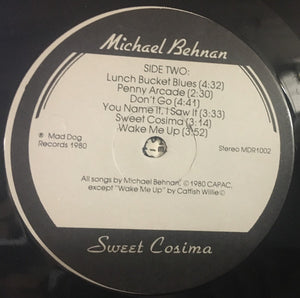 Michael Behnan
SIDE TWO:
Lunch Bucket Blues (4:32)
Penny Arcade (2:30)
Don't Go (4:41)
You Name It, I Saw It (3:33)
Sweet Cosima (3:14)
Wake Me Up (3:52)
℗ Mad Dog
Records 1980
Stereo MDR1002
All songs by Michael Behnan, © 1980 CAPAC,
except "Wake Me Up" by Catfish Willie©
Sweet Cosima